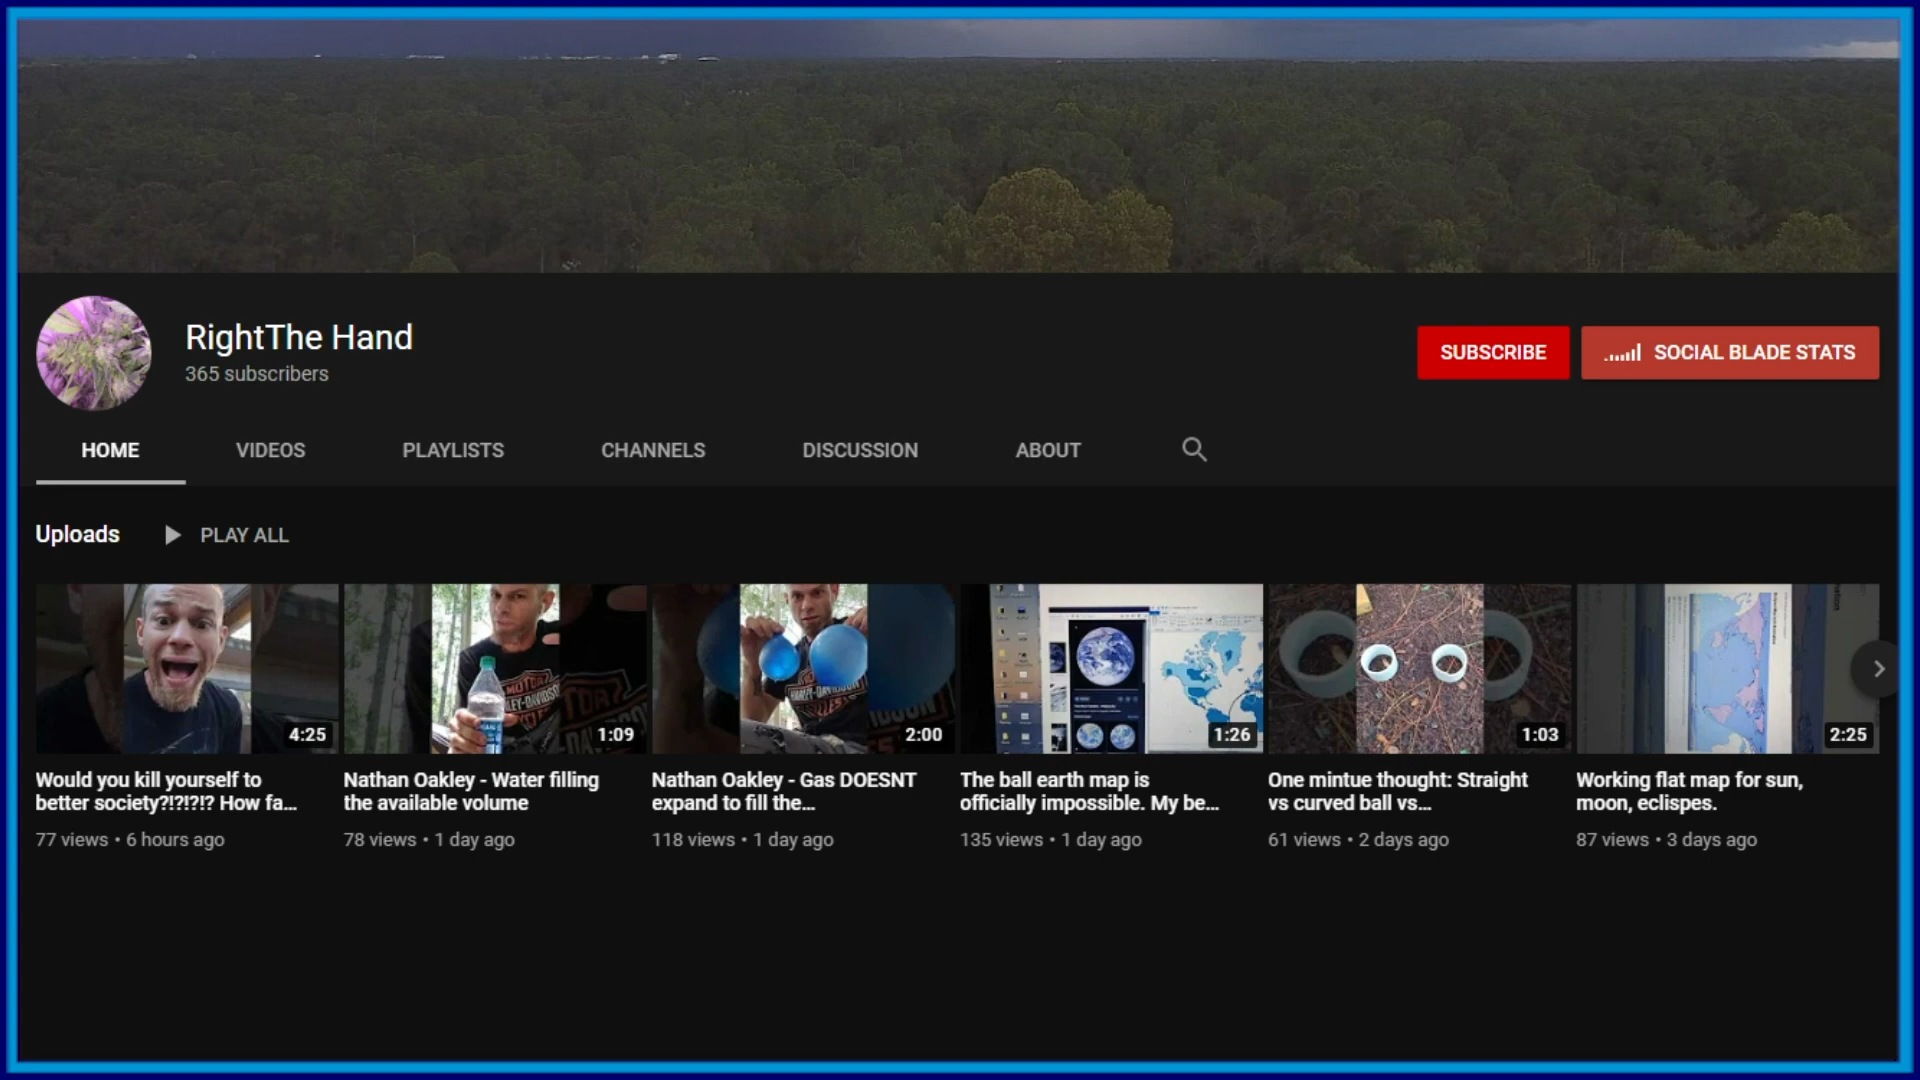 RightThe Hand
365 subscribers
SUBSCRIBE
SOCIAL BLADE STATS
HOME
VIDEOS
PLAYLISTS
CHANNELS
DISCUSSION
ABOUT
Uploads
PLAY ALL
4:25
1:09
2:00
1:26
1:03
2:25
Would you kill yourself to
better society?!?!?!? How fa...
77 views • 6 hours ago
Nathan Oakley - Water filling
the available volume
78 views • 1 day ago
Nathan Oakley - Gas DOESNT
expand to fill the...
118 views • 1 day ago
The ball earth map is
officially impossible. My be...
135 views • 1 day ago
One mintue thought: Straight
vs curved ball vs...
61 views • 2 days ago
Working flat map for sun,
moon, eclispes.
87 views • 3 days ago